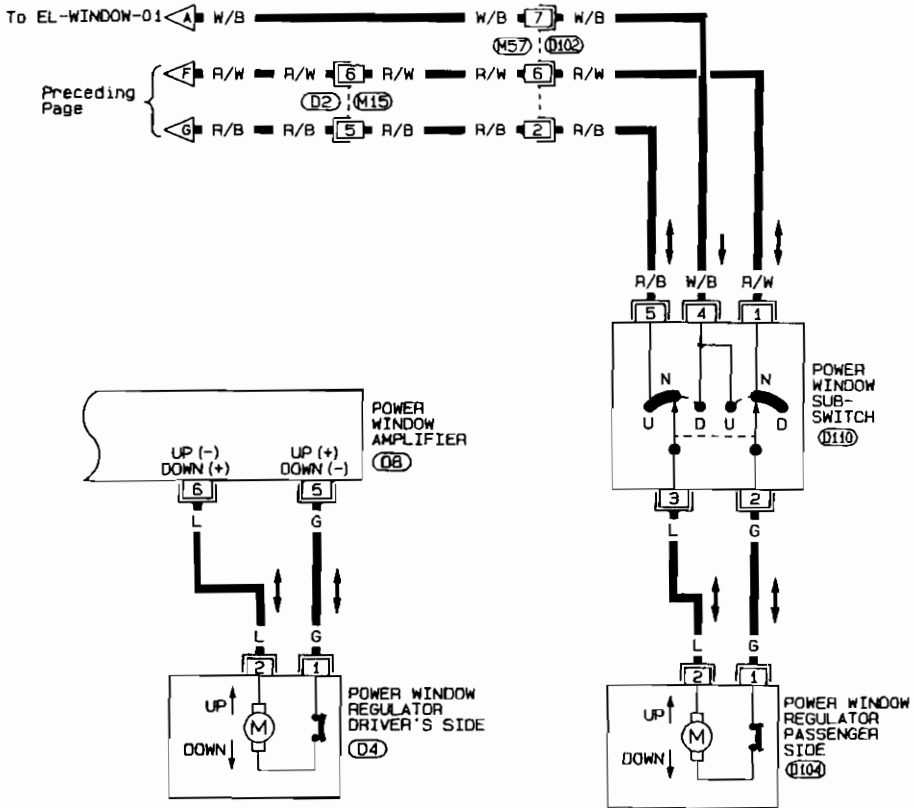 To EL-WINDOW-01 A W/B W/B 7 W/B
M57 D102
F R/W R/W 6 R/W R/W 6 R/W
Preceding
Page
D2 M15
G R/B R/B 5 R/B R/B 2 R/B
R/B W/B R/W
5 4 1
N N
U D U D
POWER
WINDOW
SUB-
SWITCH
D110
3 2
L G
POWER
WINDOW
AMPLIFIER
D8
UP (-) UP (+)
DOWN (+) DOWN (-)
6 5
L G
L G
2 1
UP
M
DOWN
POWER WINDOW
REGULATOR
DRIVER'S SIDE
D4
L G
2 1
UP
M
DOWN
POWER WINDOW
REGULATOR
PASSENGER
SIDE
D104